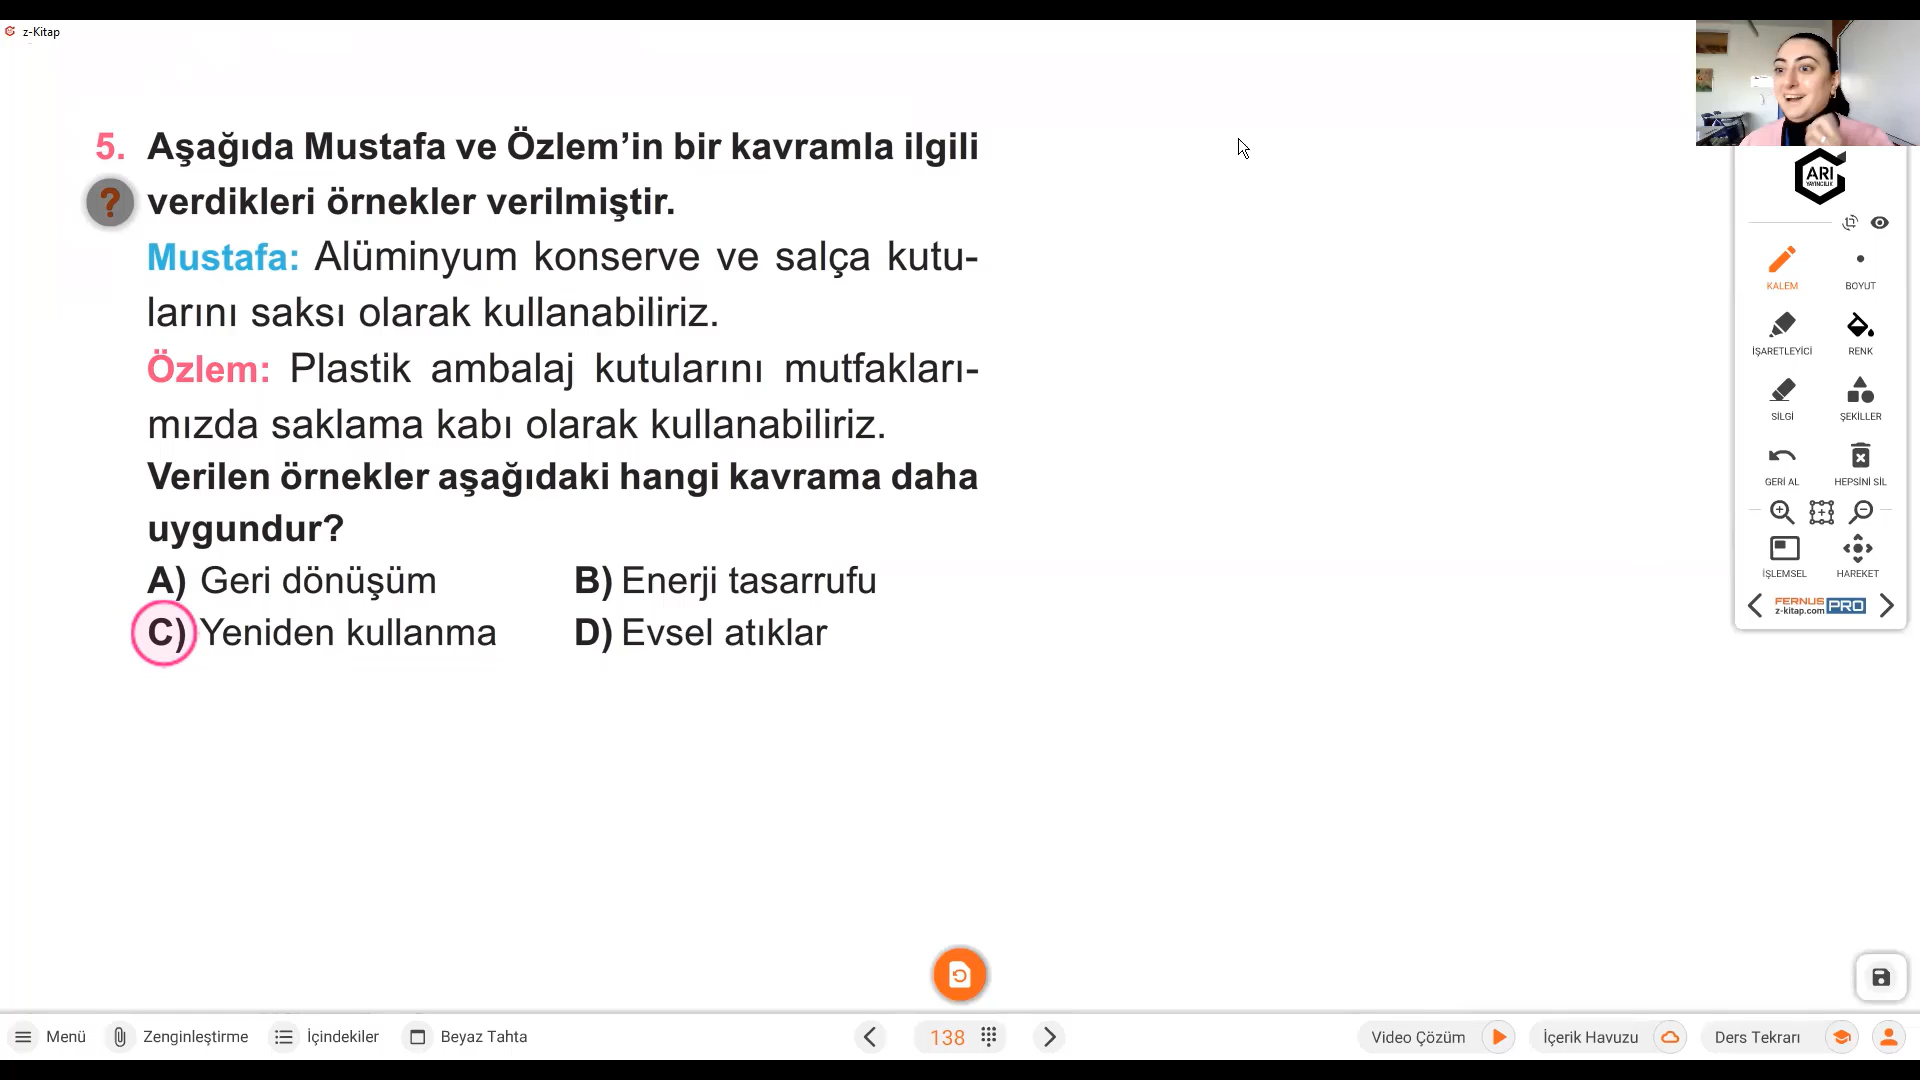 z-Kitap
5. Aşağıda Mustafa ve Özlem’in bir kavramla ilgili
? verdikleri örnekler verilmiştir.
Mustafa: Alüminyum konserve ve salça kutu-
larını saksı olarak kullanabiliriz.
Özlem: Plastik ambalaj kutularını mutfakları-
mızda saklama kabı olarak kullanabiliriz.
Verilen örnekler aşağıdaki hangi kavrama daha
uygundur?
A) Geri dönüşüm B) Enerji tasarrufu
C) Yeniden kullanma D) Evsel atıklar
ARI
YAYINCILIK
KALEM BOYUT
İŞARETLEYİCİ RENK
SİLGİ ŞEKİLLER
GERİ AL HEPSİNİ SİL
İŞLEMSEL HAREKET
FERNUS PRO
z-kitap.com
Menü Zenginleştirme İçindekiler Beyaz Tahta 138 Video Çözüm İçerik Havuzu Ders Tekrarı